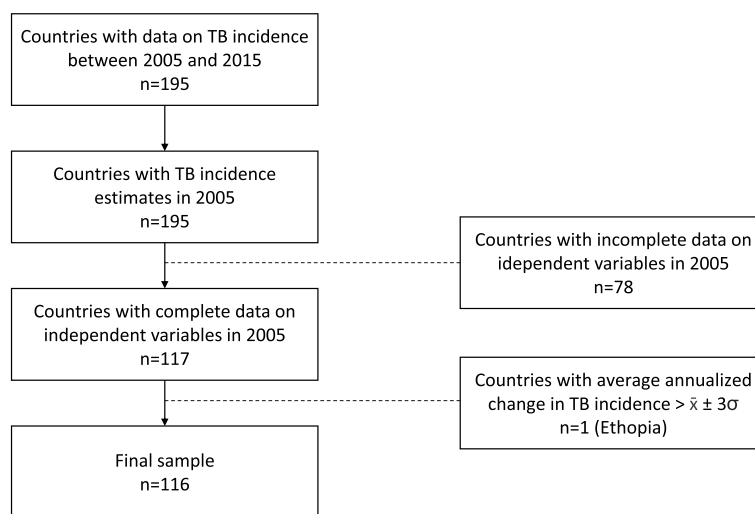 Countries with data on TB incidence
between 2005 and 2015
n=195
Countries with TB incidence
estimates in 2005
n=195
Countries with incomplete data on
idependent variables in 2005
n=78
Countries with complete data on
independent variables in 2005
n=117
Countries with average annualized
change in TB incidence > x̄ ± 3σ
n=1 (Ethopia)
Final sample
n=116